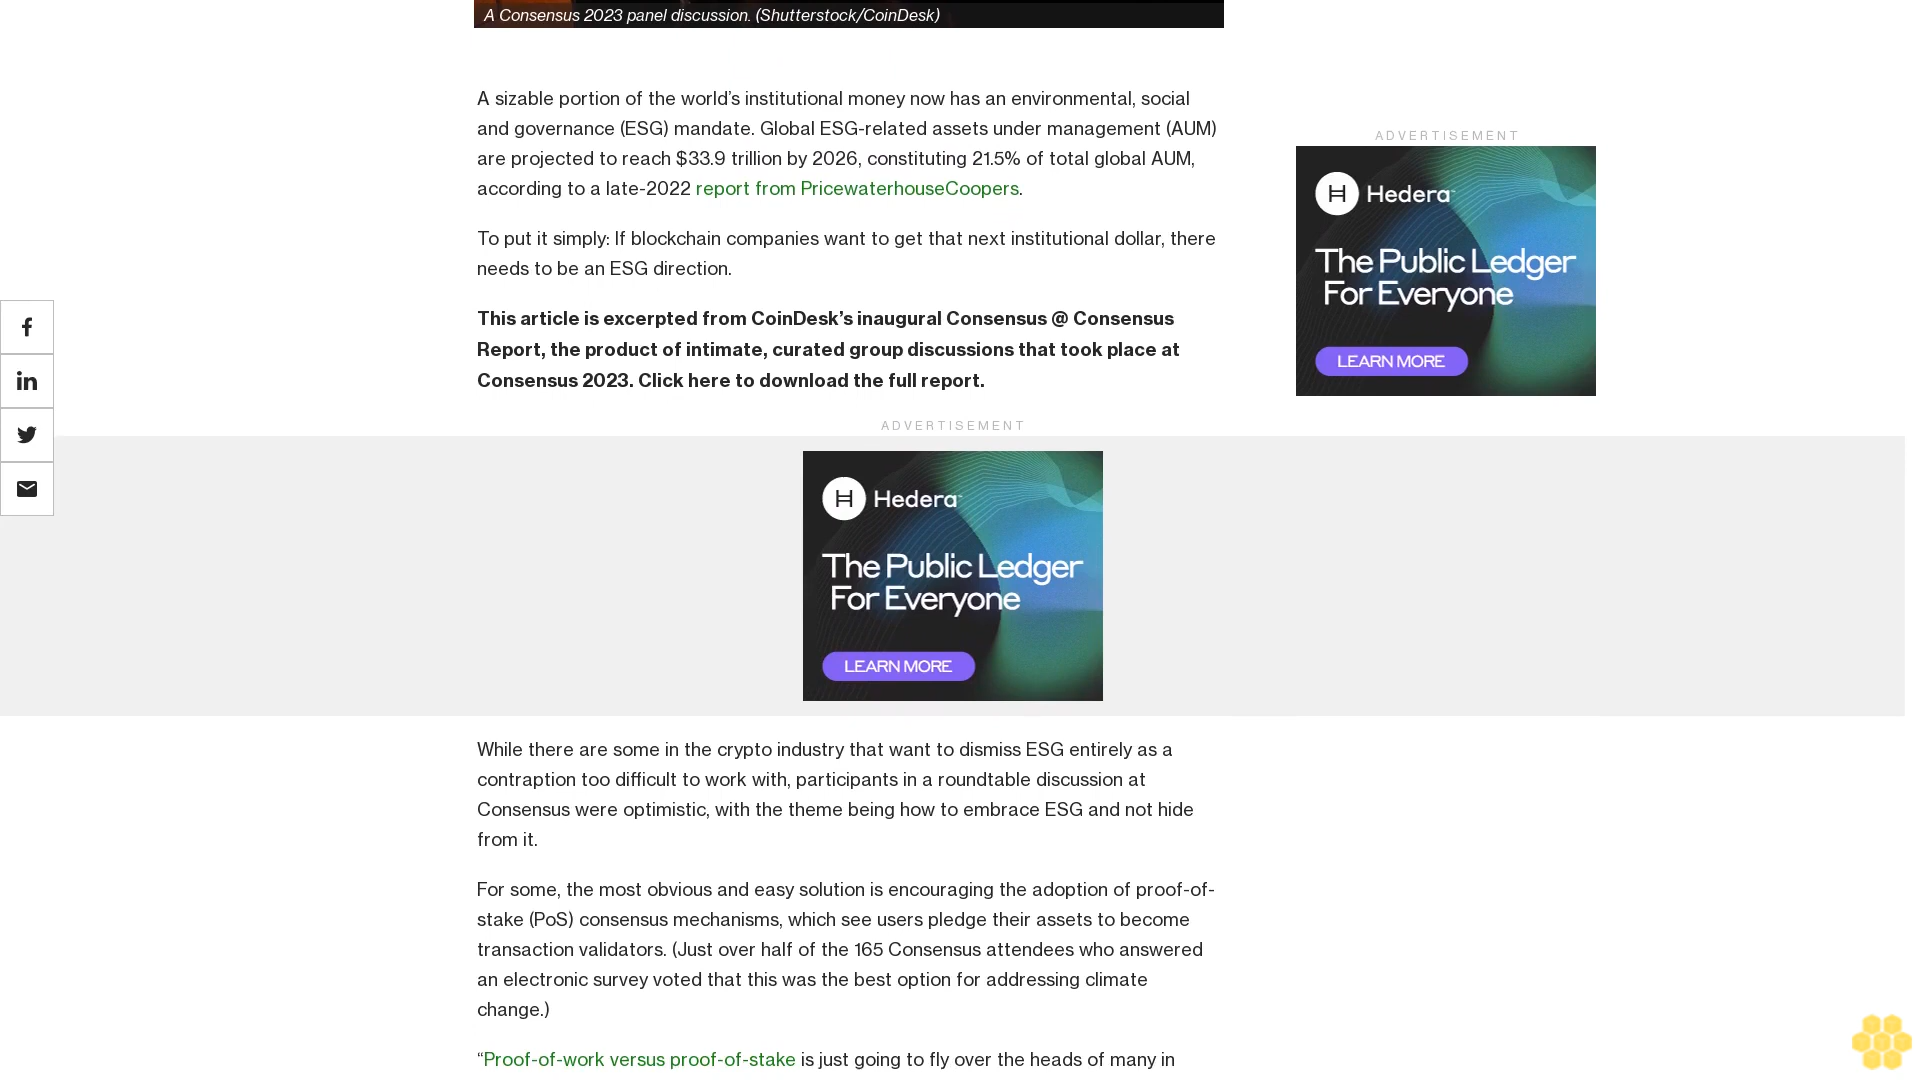 A Consensus 2023 panel discussion. (Shutterstock/CoinDesk)
A sizable portion of the world’s institutional money now has an environmental, social
and governance (ESG) mandate. Global ESG-related assets under management (AUM)
are projected to reach $33.9 trillion by 2026, constituting 21.5% of total global AUM,
according to a late-2022 report from PricewaterhouseCoopers.
To put it simply: If blockchain companies want to get that next institutional dollar, there
needs to be an ESG direction.
This article is excerpted from CoinDesk’s inaugural Consensus @ Consensus
Report, the product of intimate, curated group discussions that took place at
Consensus 2023. Click here to download the full report.
ADVERTISEMENT
Hedera
The Public Ledger
For Everyone
LEARN MORE
ADVERTISEMENT
Hedera
The Public Ledger
For Everyone
LEARN MORE
While there are some in the crypto industry that want to dismiss ESG entirely as a
contraption too difficult to work with, participants in a roundtable discussion at
Consensus were optimistic, with the theme being how to embrace ESG and not hide
from it.
For some, the most obvious and easy solution is encouraging the adoption of proof-of-
stake (PoS) consensus mechanisms, which see users pledge their assets to become
transaction validators. (Just over half of the 165 Consensus attendees who answered
an electronic survey voted that this was the best option for addressing climate
change.)
“Proof-of-work versus proof-of-stake is just going to fly over the heads of many in